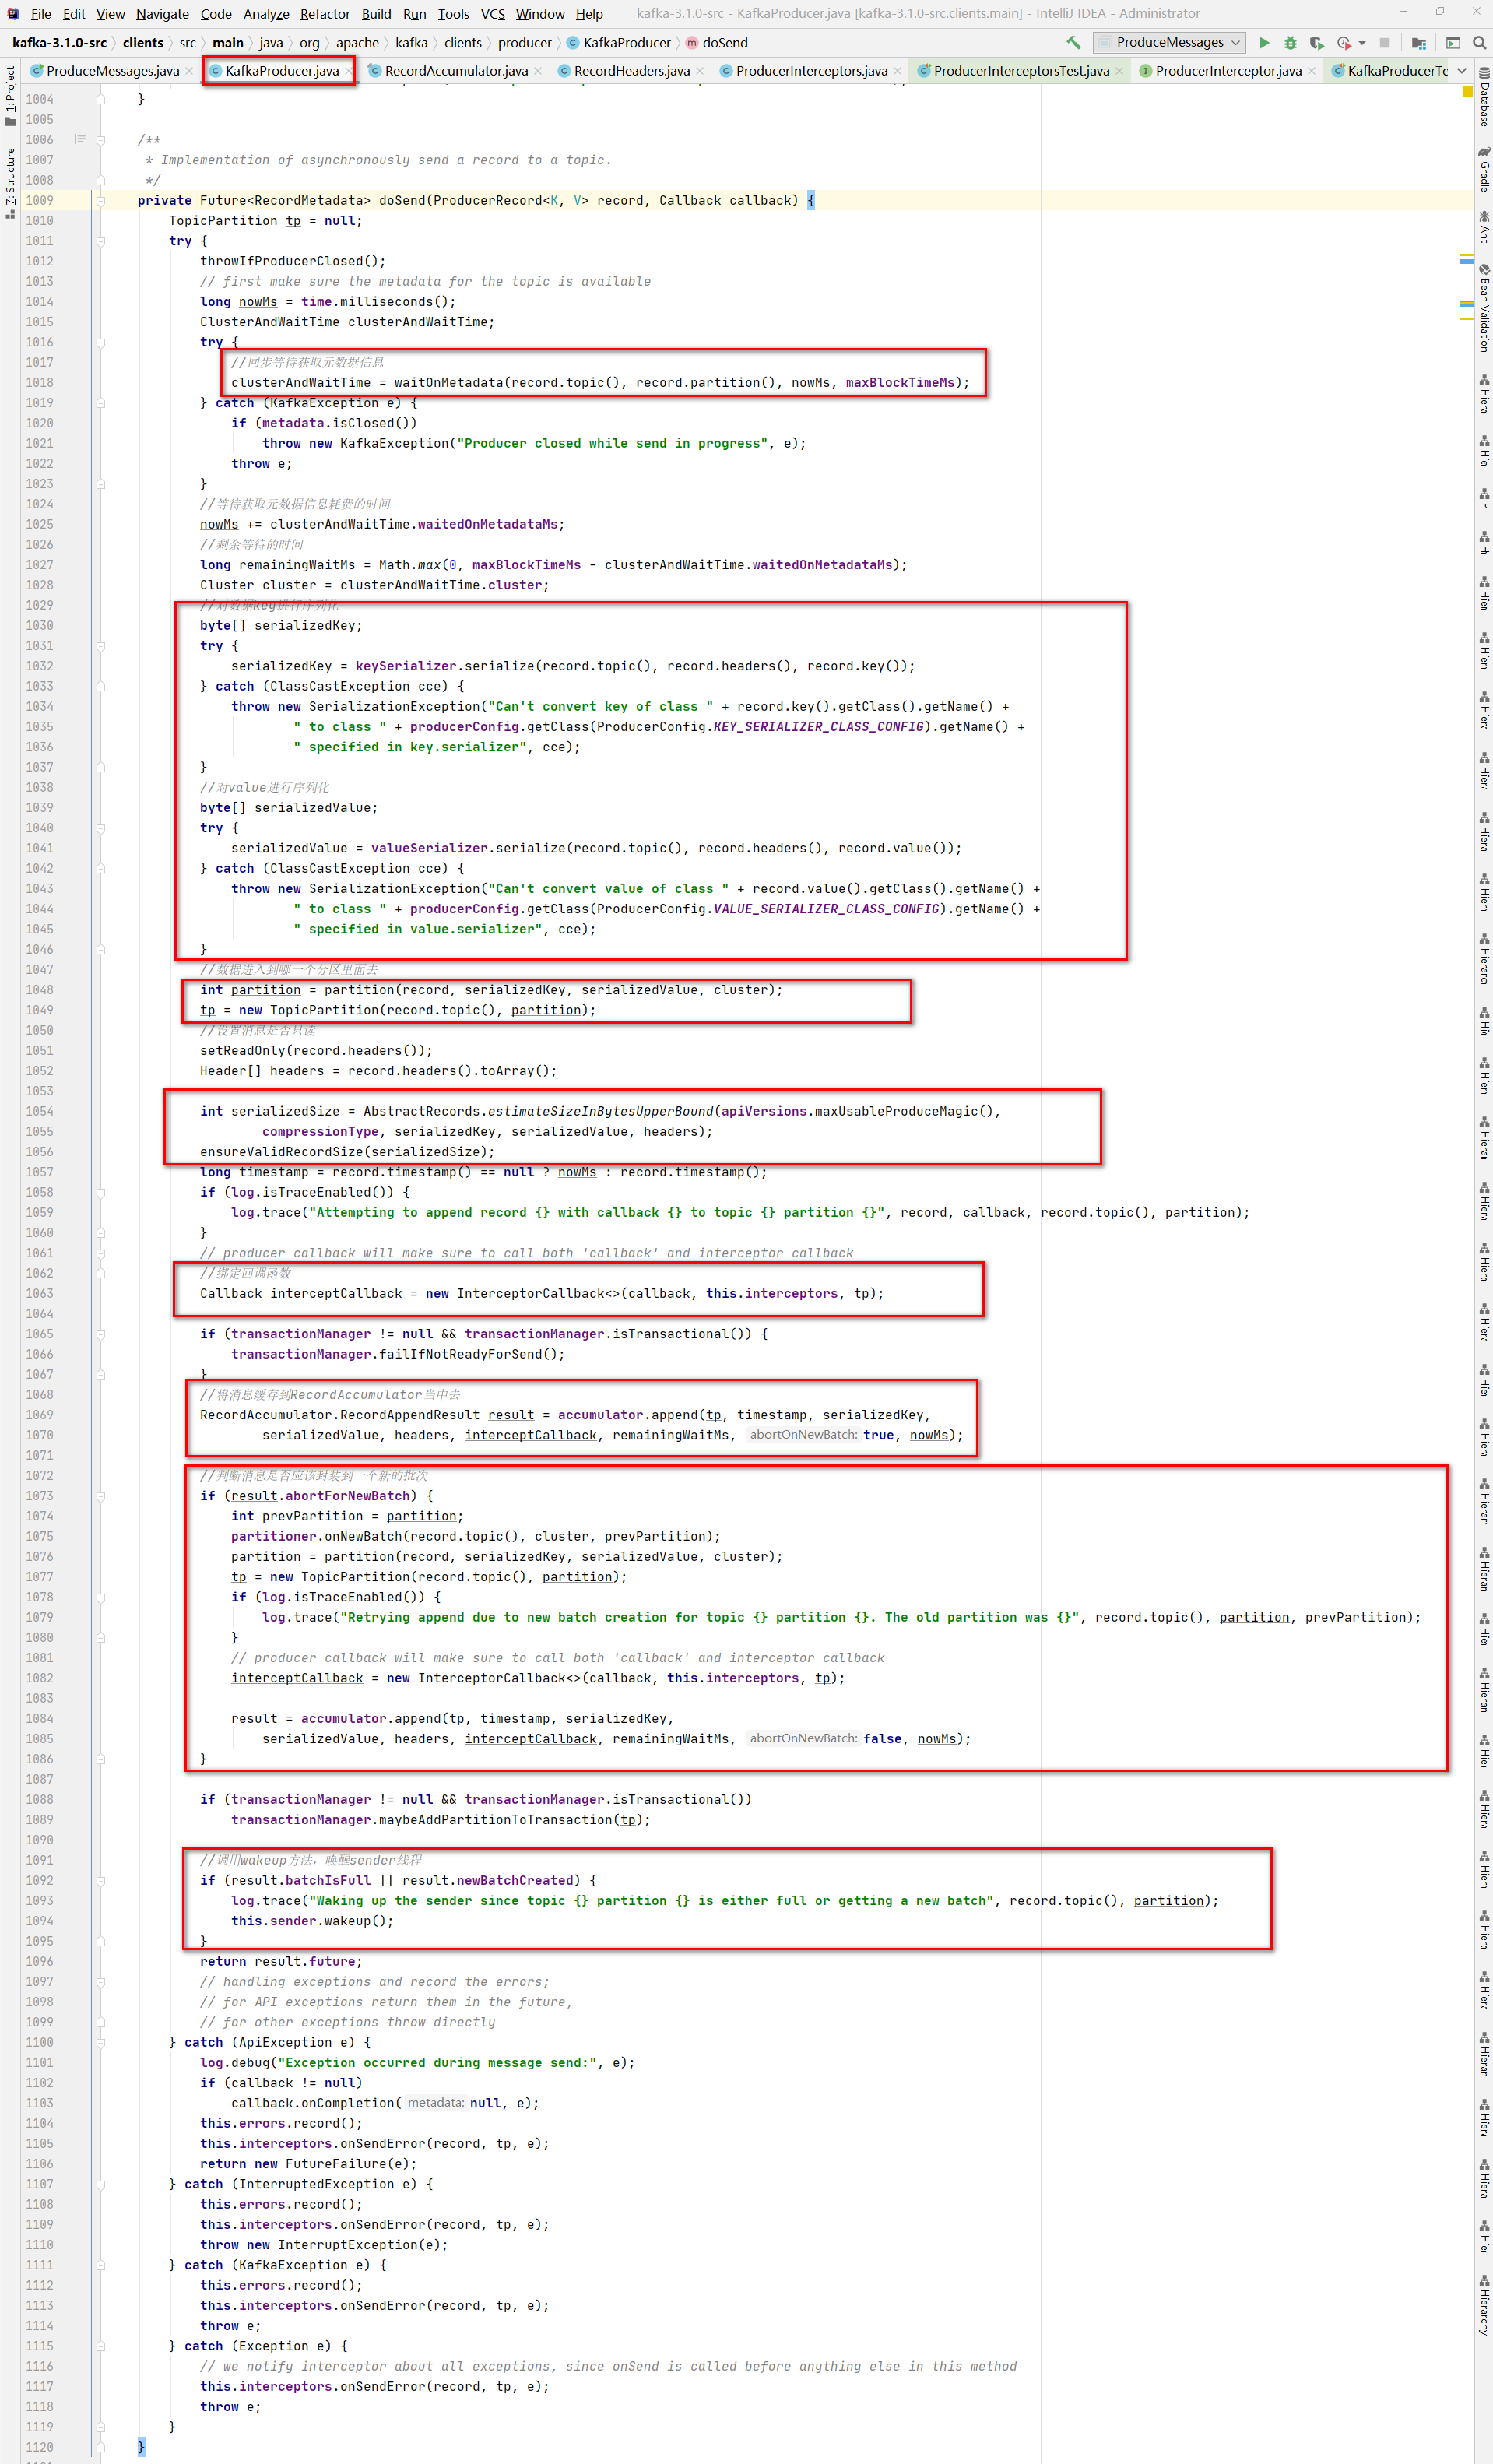 File Edit View Navigate Code Analyze Refactor Build Run Tools VCS Window Help kafka-3.1.0-src - KafkaProducer.java [kafka-3.1.0-src.clients.main] - IntelliJ IDEA - Administrator
kafka-3.1.0-src clients src main java org apache kafka clients producer KafkaProducer doSend ProduceMessages
ProduceMessages.java KafkaProducer.java RecordAccumulator.java RecordHeaders.java ProducerInterceptors.java ProducerInterceptorsTest.java ProducerInterceptor.java KafkaProducerTe
1: Project
Z: Structure
1004 }
1005
1006 /**
1007 * Implementation of asynchronously send a record to a topic.
1008 */
1009 private Future<RecordMetadata> doSend(ProducerRecord<K, V> record, Callback callback) {
1010 TopicPartition tp = null;
1011 try {
1012 throwIfProducerClosed();
1013 // first make sure the metadata for the topic is available
1014 long nowMs = time.milliseconds();
1015 ClusterAndWaitTime clusterAndWaitTime;
1016 try {
1017 //同步等待获取元数据信息
1018 clusterAndWaitTime = waitOnMetadata(record.topic(), record.partition(), nowMs, maxBlockTimeMs);
1019 } catch (KafkaException e) {
1020 if (metadata.isClosed())
1021 throw new KafkaException("Producer closed while send in progress", e);
1022 throw e;
1023 }
1024 //等待获取元数据信息耗费的时间
1025 nowMs += clusterAndWaitTime.waitedOnMetadataMs;
1026 //剩余等待的时间
1027 long remainingWaitMs = Math.max(0, maxBlockTimeMs - clusterAndWaitTime.waitedOnMetadataMs);
1028 Cluster cluster = clusterAndWaitTime.cluster;
1029 //对数据key进行序列化
1030 byte[] serializedKey;
1031 try {
1032 serializedKey = keySerializer.serialize(record.topic(), record.headers(), record.key());
1033 } catch (ClassCastException cce) {
1034 throw new SerializationException("Can't convert key of class " + record.key().getClass().getName() +
1035 " to class " + producerConfig.getClass(ProducerConfig.KEY_SERIALIZER_CLASS_CONFIG).getName() +
1036 " specified in key.serializer", cce);
1037 }
1038 //对value进行序列化
1039 byte[] serializedValue;
1040 try {
1041 serializedValue = valueSerializer.serialize(record.topic(), record.headers(), record.value());
1042 } catch (ClassCastException cce) {
1043 throw new SerializationException("Can't convert value of class " + record.value().getClass().getName() +
1044 " to class " + producerConfig.getClass(ProducerConfig.VALUE_SERIALIZER_CLASS_CONFIG).getName() +
1045 " specified in value.serializer", cce);
1046 }
1047 //数据进入到哪一个分区里面去
1048 int partition = partition(record, serializedKey, serializedValue, cluster);
1049 tp = new TopicPartition(record.topic(), partition);
1050 //设置消息是否只读
1051 setReadOnly(record.headers());
1052 Header[] headers = record.headers().toArray();
1053
1054 int serializedSize = AbstractRecords.estimateSizeInBytesUpperBound(apiVersions.maxUsableProduceMagic(),
1055 compressionType, serializedKey, serializedValue, headers);
1056 ensureValidRecordSize(serializedSize);
1057 long timestamp = record.timestamp() == null ? nowMs : record.timestamp();
1058 if (log.isTraceEnabled()) {
1059 log.trace("Attempting to append record {} with callback {} to topic {} partition {}", record, callback, record.topic(), partition);
1060 }
1061 // producer callback will make sure to call both 'callback' and interceptor callback
1062 //绑定回调函数
1063 Callback interceptCallback = new InterceptorCallback<>(callback, this.interceptors, tp);
1064
1065 if (transactionManager != null && transactionManager.isTransactional()) {
1066 transactionManager.failIfNotReadyForSend();
1067 }
1068 //将消息缓存到RecordAccumulator当中去
1069 RecordAccumulator.RecordAppendResult result = accumulator.append(tp, timestamp, serializedKey,
1070 serializedValue, headers, interceptCallback, remainingWaitMs, abortOnNewBatch: true, nowMs);
1071
1072 //判断消息是否应该封装到一个新的批次
1073 if (result.abortForNewBatch) {
1074 int prevPartition = partition;
1075 partitioner.onNewBatch(record.topic(), cluster, prevPartition);
1076 partition = partition(record, serializedKey, serializedValue, cluster);
1077 tp = new TopicPartition(record.topic(), partition);
1078 if (log.isTraceEnabled()) {
1079 log.trace("Retrying append due to new batch creation for topic {} partition {}. The old partition was {}", record.topic(), partition, prevPartition);
1080 }
1081 // producer callback will make sure to call both 'callback' and interceptor callback
1082 interceptCallback = new InterceptorCallback<>(callback, this.interceptors, tp);
1083
1084 result = accumulator.append(tp, timestamp, serializedKey,
1085 serializedValue, headers, interceptCallback, remainingWaitMs, abortOnNewBatch: false, nowMs);
1086 }
1087
1088 if (transactionManager != null && transactionManager.isTransactional())
1089 transactionManager.maybeAddPartitionToTransaction(tp);
1090
1091 //调用wakeup方法，唤醒sender线程
1092 if (result.batchIsFull || result.newBatchCreated) {
1093 log.trace("Waking up the sender since topic {} partition {} is either full or getting a new batch", record.topic(), partition);
1094 this.sender.wakeup();
1095 }
1096 return result.future;
1097 // handling exceptions and record the errors;
1098 // for API exceptions return them in the future,
1099 // for other exceptions throw directly
1100 } catch (ApiException e) {
1101 log.debug("Exception occurred during message send:", e);
1102 if (callback != null)
1103 callback.onCompletion( metadata: null, e);
1104 this.errors.record();
1105 this.interceptors.onSendError(record, tp, e);
1106 return new FutureFailure(e);
1107 } catch (InterruptedException e) {
1108 this.errors.record();
1109 this.interceptors.onSendError(record, tp, e);
1110 throw new InterruptException(e);
1111 } catch (KafkaException e) {
1112 this.errors.record();
1113 this.interceptors.onSendError(record, tp, e);
1114 throw e;
1115 } catch (Exception e) {
1116 // we notify interceptor about all exceptions, since onSend is called before anything else in this method
1117 this.interceptors.onSendError(record, tp, e);
1118 throw e;
1119 }
1120 }
Database
Gradle
Ant
Bean Validation
Hierarchy